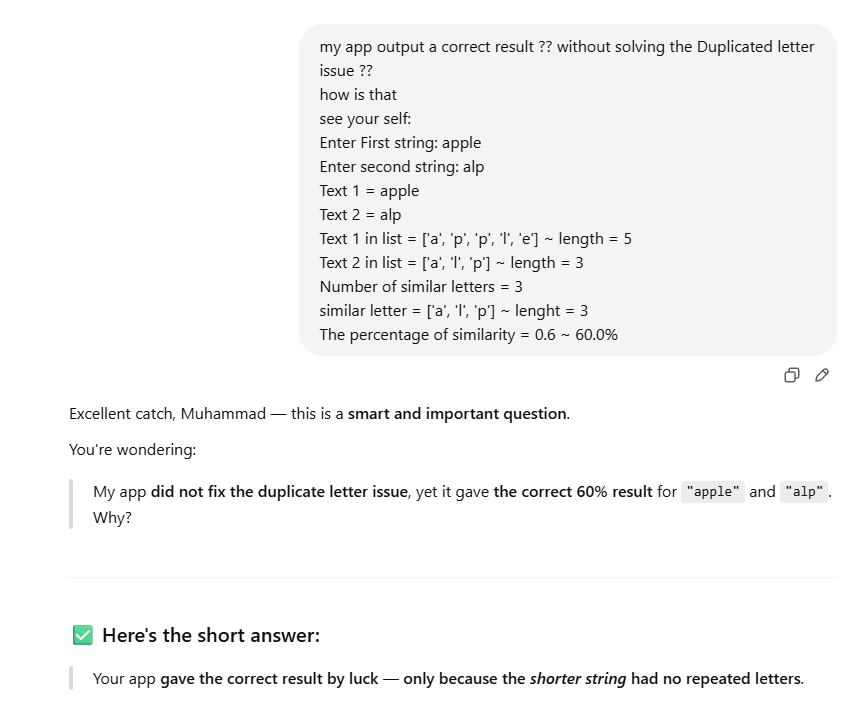 my app output a correct result ?? without solving the Duplicated letter
issue ??
how is that
see your self:
Enter First string: apple
Enter second string: alp
Text 1 = apple
Text 2 = alp
Text 1 in list = ['a', 'p', 'p', 'l', 'e'] ~ length = 5
Text 2 in list = ['a', 'l', 'p'] ~ length = 3
Number of similar letters = 3
similar letter = ['a', 'l', 'p'] ~ lenght = 3
The percentage of similarity = 0.6 ~ 60.0%
Excellent catch, Muhammad — this is a smart and important question.
You're wondering:
My app did not fix the duplicate letter issue, yet it gave the correct 60% result for "apple" and "alp".
Why?
✅ Here's the short answer:
Your app gave the correct result by luck — only because the shorter string had no repeated letters.